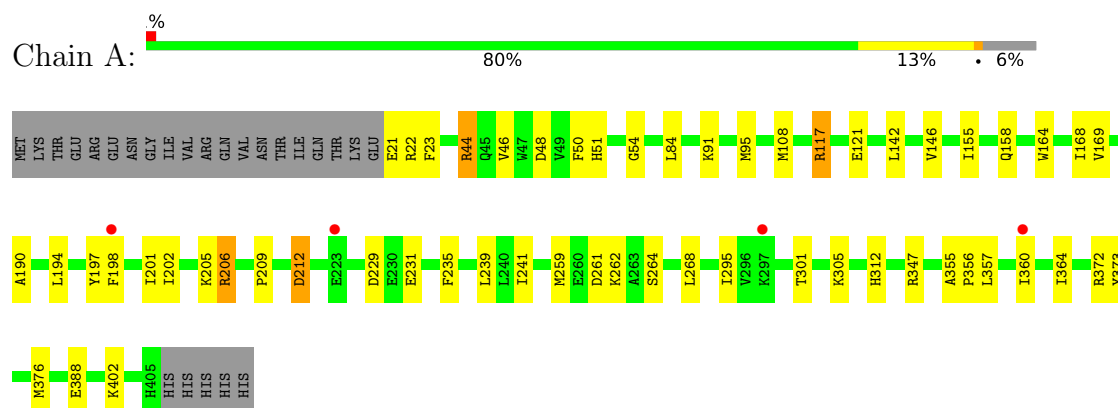 .%
Chain A:
80% 13% • 6%
MET LYS THR GLU ARG GLU ASN GLY ILE VAL ARG GLN VAL ASN THR ILE GLN THR LYS GLU E21 R22 F23 R44 Q45 V46 W47 D48 V49 F50 H51 G54 L84 K91 M95 M108 R117 E121 L142 V146 I155 Q158 W164 I168 V169
A190 L194 Y197 F198 I201 I202 K205 R206 P209 D212 E223 D229 E230 E231 F235 L239 L240 I241 M259 E260 D261 K262 A263 S264 L268 I295 V296 K297 T301 K305 H312 R347 A355 P356 L357 I360 I364 R372 Y373
M376 E388 K402 H405 HIS HIS HIS HIS HIS